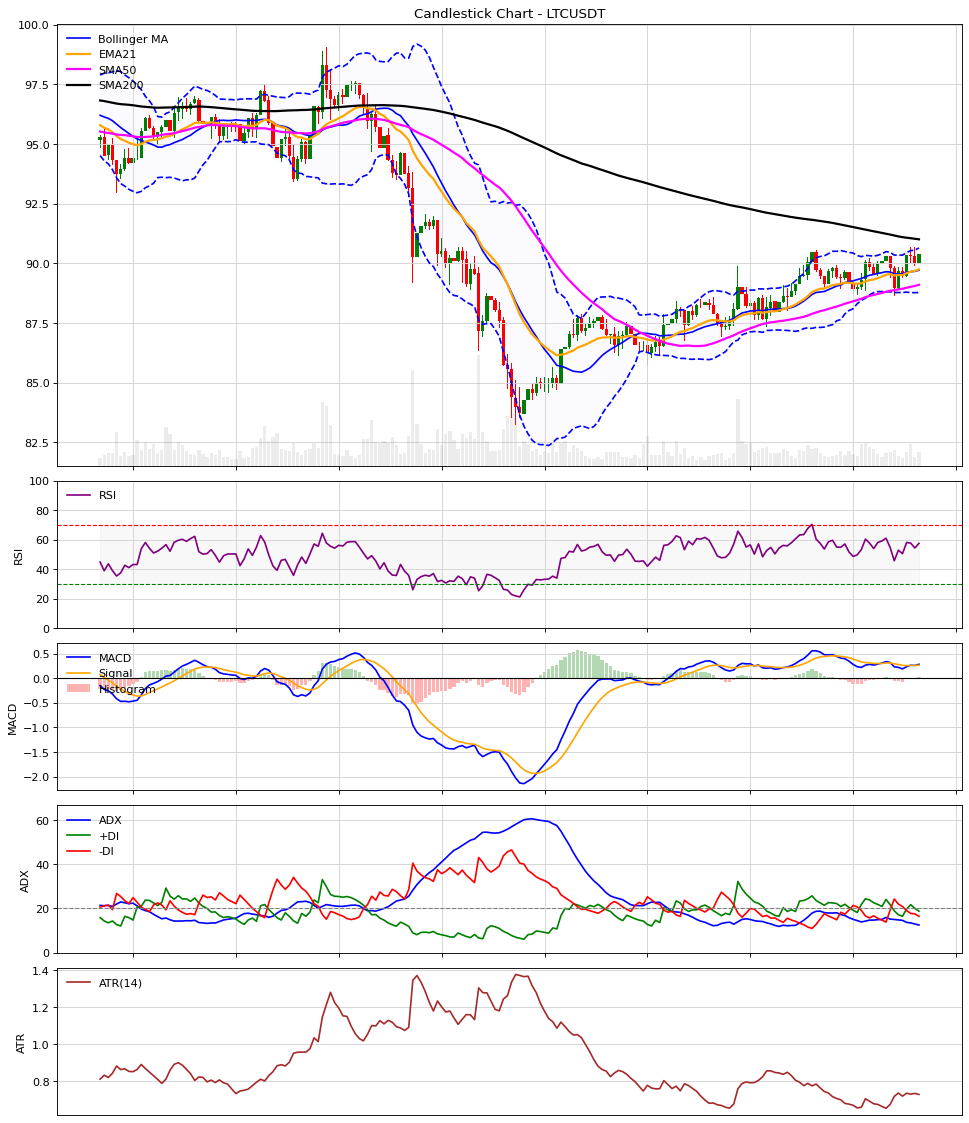 Candlestick Chart - LTCUSDT
100.0
97.5
95.0
92.5
90.0
87.5
85.0
82.5
Bollinger MA
EMA21
SMA50
SMA200
100
80
60
40
20
0
RSI
RSI
0.5
0.0
−0.5
−1.0
−1.5
−2.0
MACD
MACD
Signal
Histogram
60
40
20
0
ADX
ADX
+DI
-DI
1.4
1.2
1.0
0.8
ATR
ATR(14)